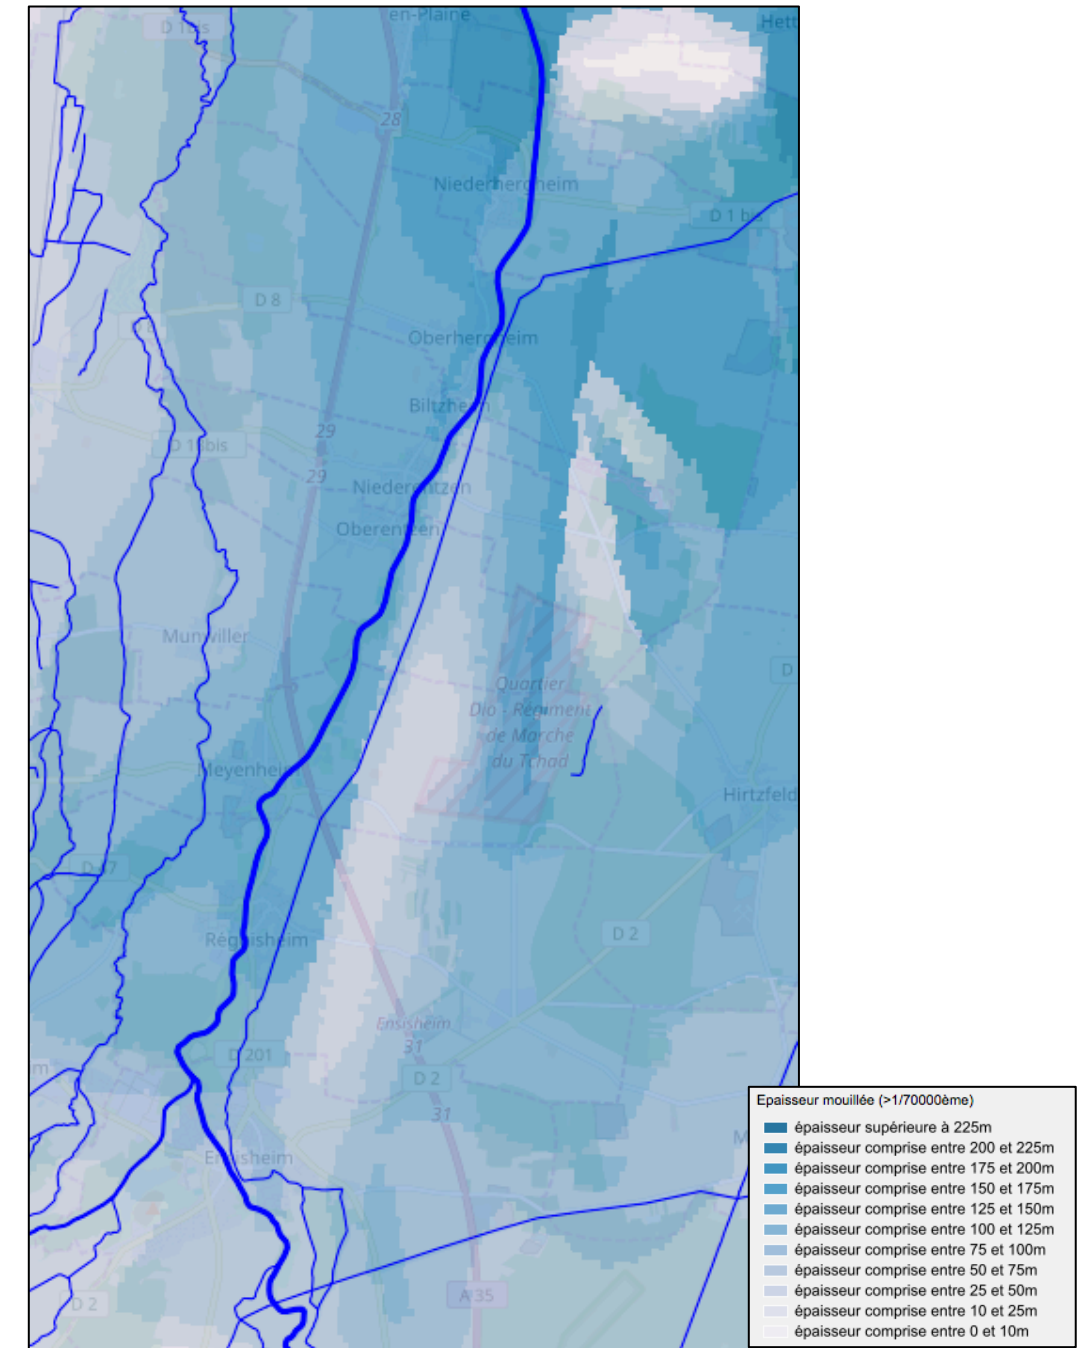 en-Plaine
D 1bis
Hett
28
Niederhergheim
D 1 bis
D 8
Oberhergheim
Biltzheim
29
D 1 bis
29
Niederentzen
Oberentzen
Munwiller
Quartier
Dio - Régiment
de Marche
du Tchad
D
Meyenheim
Hirtzfeld
D 2
Réguisheim
Ensisheim
31
D 201
D 2
31
Ensisheim
D 2
A 35
Epaisseur mouillée (>1/70000ème)
épaisseur supérieure à 225m
épaisseur comprise entre 200 et 225m
épaisseur comprise entre 175 et 200m
épaisseur comprise entre 150 et 175m
épaisseur comprise entre 125 et 150m
épaisseur comprise entre 100 et 125m
épaisseur comprise entre 75 et 100m
épaisseur comprise entre 50 et 75m
épaisseur comprise entre 25 et 50m
épaisseur comprise entre 10 et 25m
épaisseur comprise entre 0 et 10m